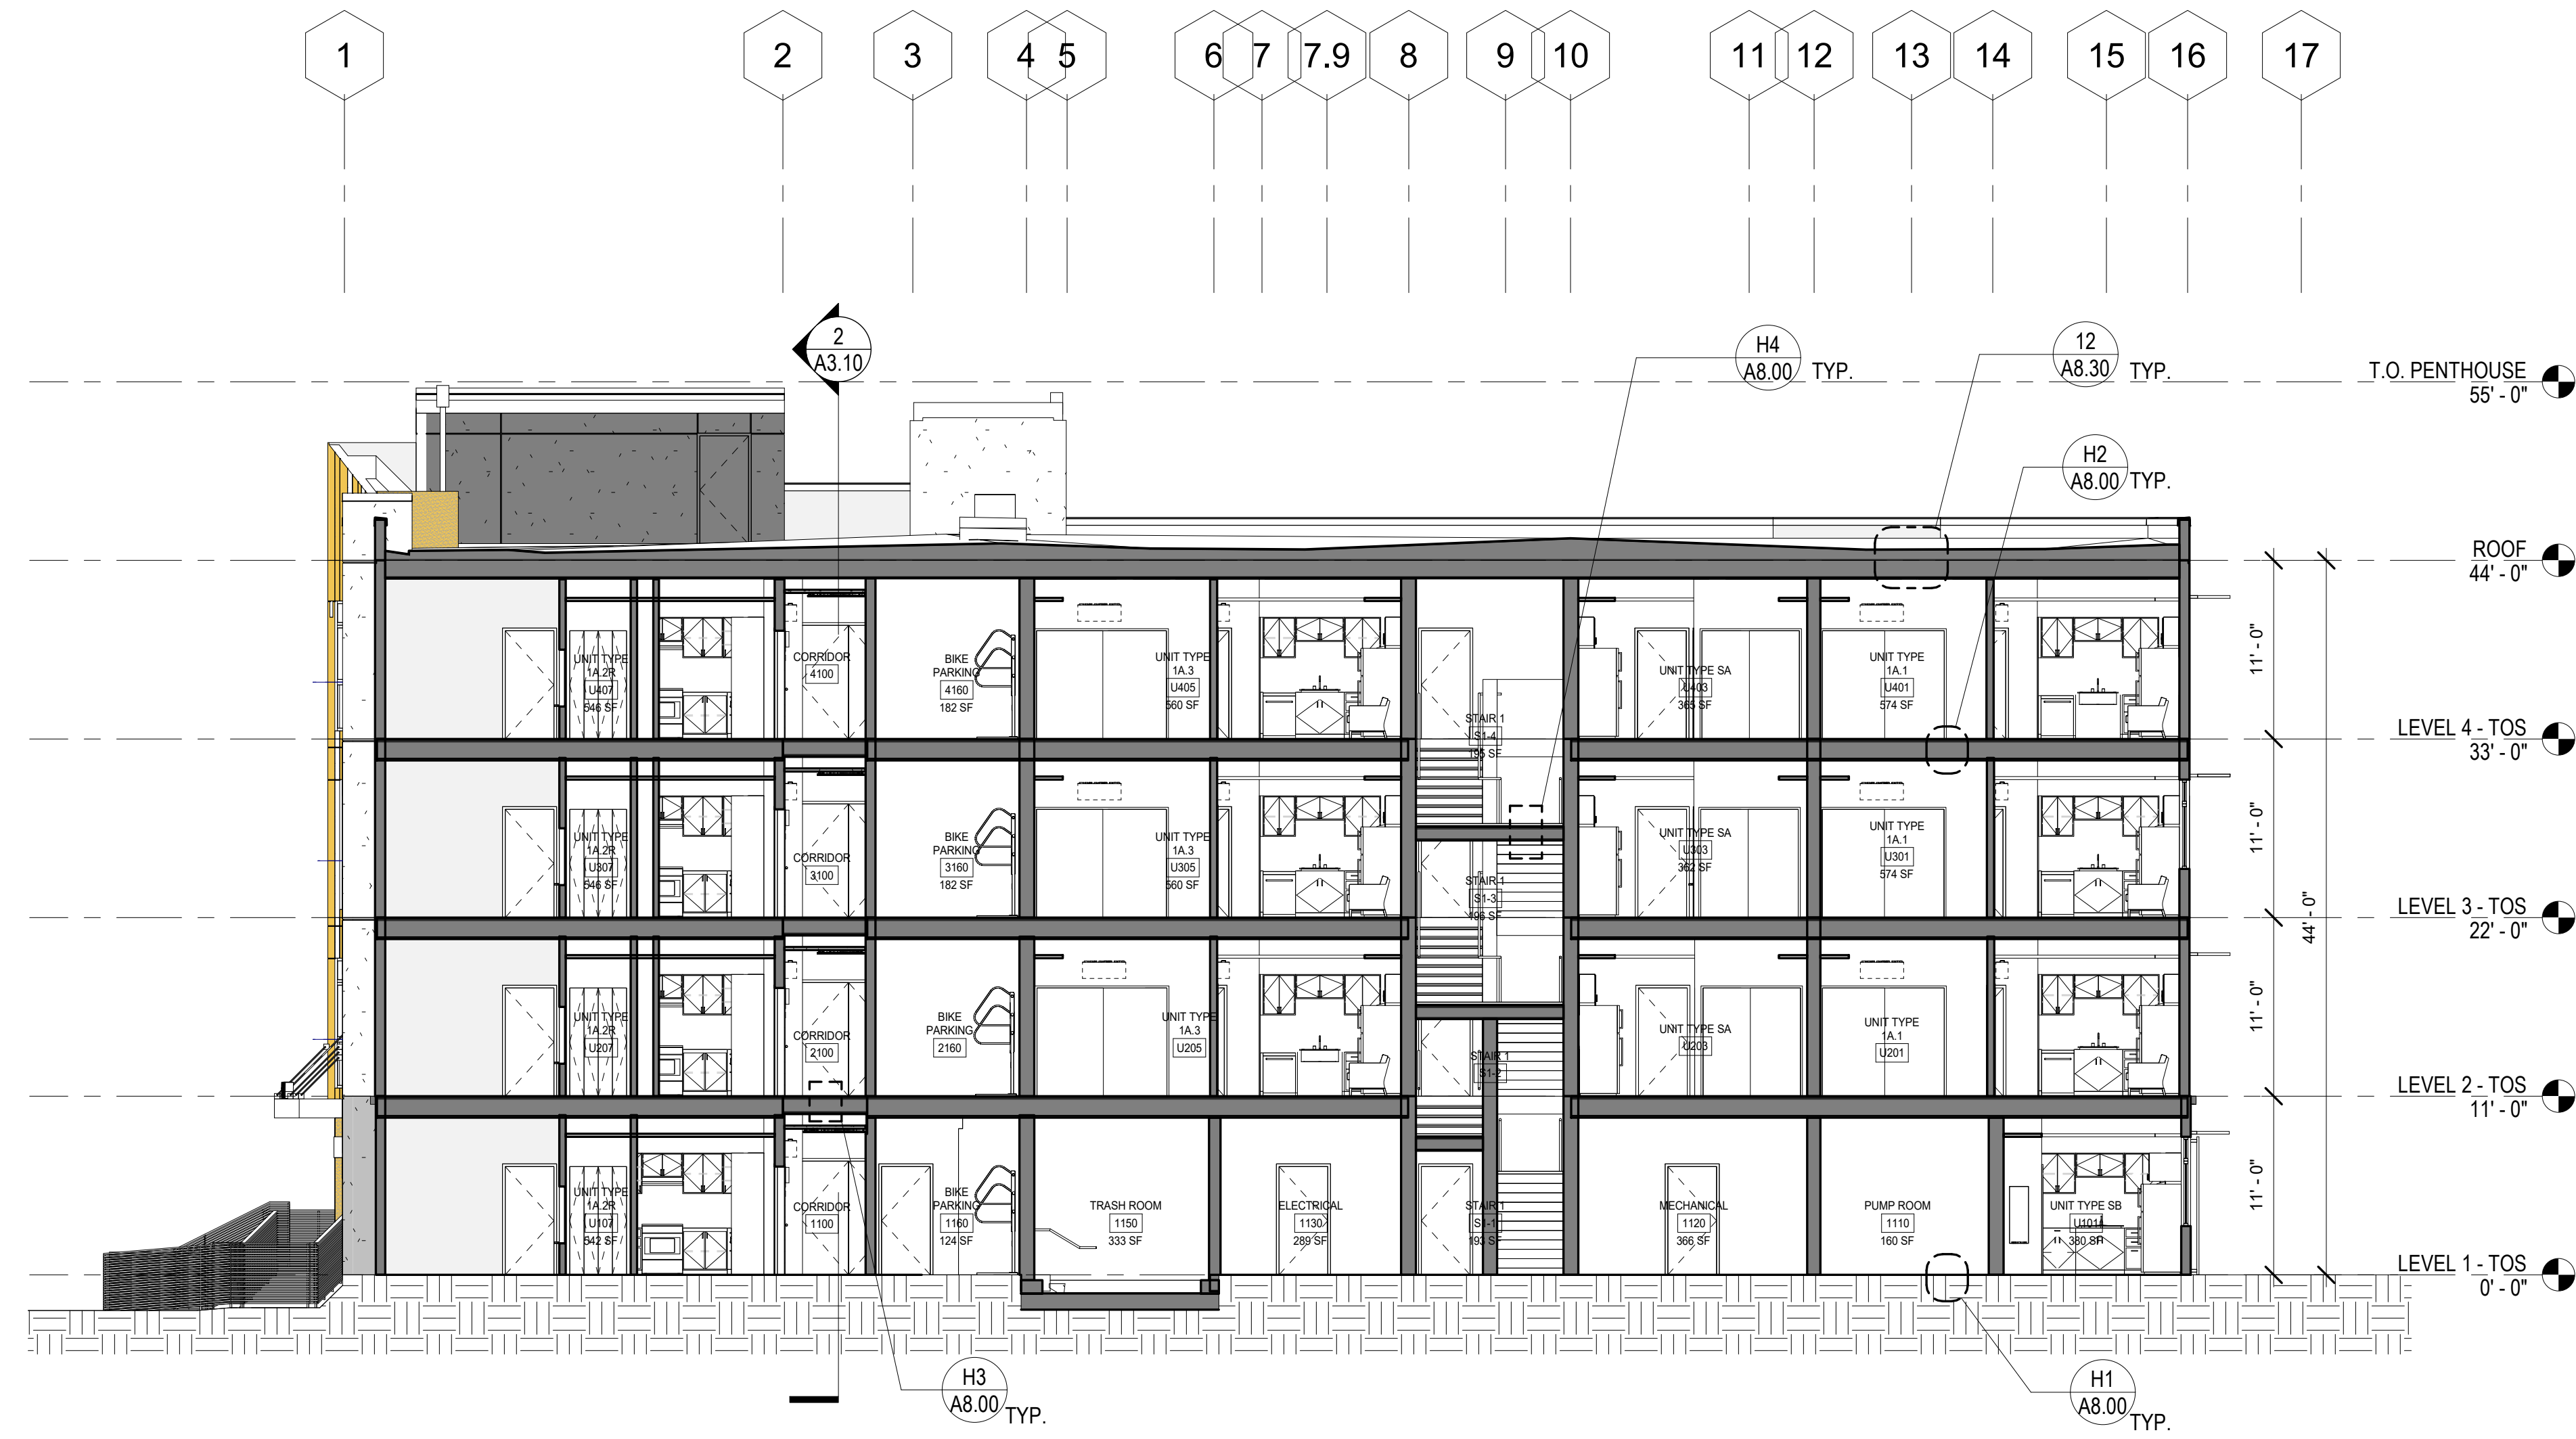 1 2 3 4 5 6 7 7.9 8 9 10 11 12 13 14 15 16 17
2
A3.10
H4
A8.00 TYP.
12
A8.30 TYP.
T.O. PENTHOUSE
55' - 0"
H2
A8.00 TYP.
ROOF
44' - 0"
UNIT TYPE
1A.2R
U407
546 SF
CORRIDOR
4100
BIKE
PARKING
4160
182 SF
UNIT TYPE
1A.3
U405
560 SF
STAIR 1
S1-4
195 SF
UNIT TYPE SA
U403
365 SF
UNIT TYPE
1A.1
U401
574 SF
11' - 0"
LEVEL 4 - TOS
33' - 0"
UNIT TYPE
1A.2R
U307
546 SF
CORRIDOR
3100
BIKE
PARKING
3160
182 SF
UNIT TYPE
1A.3
U305
560 SF
STAIR 1
S1-3
196 SF
UNIT TYPE SA
U303
362 SF
UNIT TYPE
1A.1
U301
574 SF
11' - 0"
44' - 0"
LEVEL 3 - TOS
22' - 0"
UNIT TYPE
1A.2R
U207
CORRIDOR
2100
BIKE
PARKING
2160
UNIT TYPE
1A.3
U205
STAIR 1
S1-2
UNIT TYPE SA
U203
UNIT TYPE
1A.1
U201
11' - 0"
LEVEL 2 - TOS
11' - 0"
UNIT TYPE
1A.2R
U107
542 SF
CORRIDOR
1100
BIKE
PARKING
1160
124 SF
TRASH ROOM
1150
333 SF
ELECTRICAL
1130
289 SF
STAIR 1
S1-1
193 SF
MECHANICAL
1120
366 SF
PUMP ROOM
1110
160 SF
UNIT TYPE SB
U101A
380 SF
11' - 0"
LEVEL 1 - TOS
0' - 0"
H3
A8.00 TYP.
H1
A8.00 TYP.